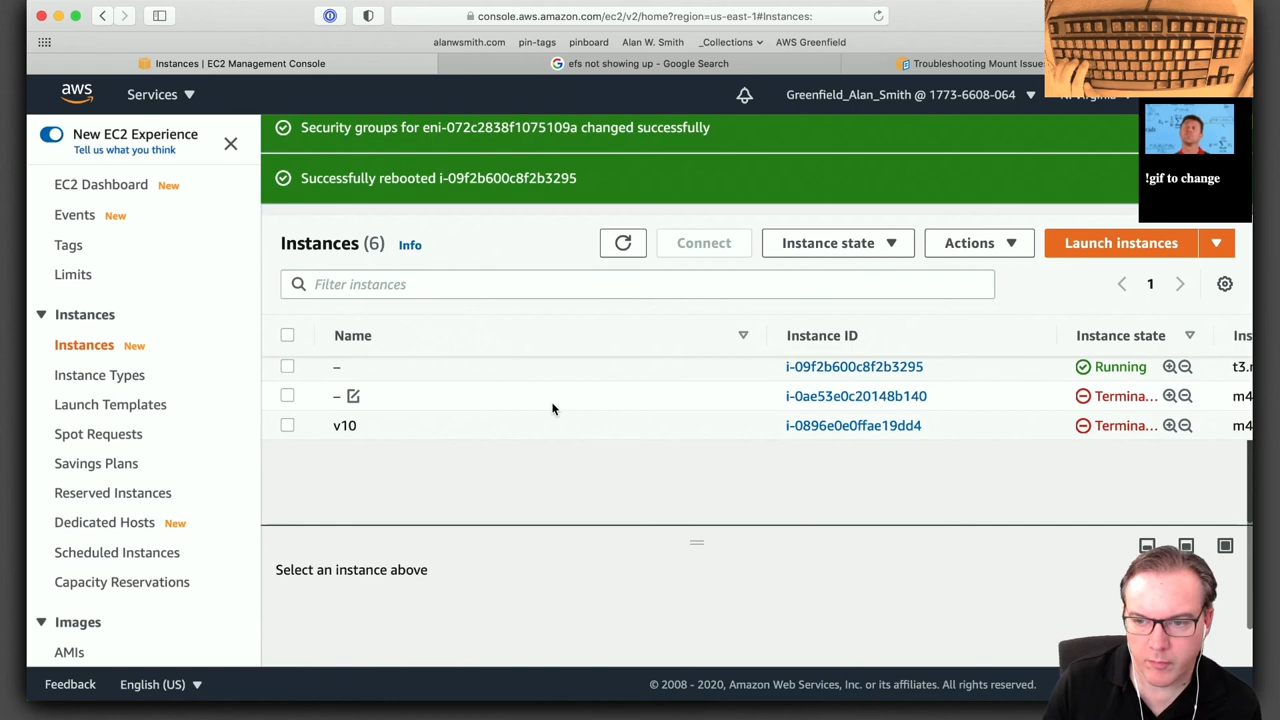 console.aws.amazon.com/ec2/v2/home?region=us-east-1#Instances:
alanwsmith.com pin-tags pinboard Alan W. Smith _Collections AWS Greenfield
Instances | EC2 Management Console efs not showing up - Google Search Troubleshooting Mount Issues
aws Services Greenfield_Alan_Smith @ 1773-6608-064
New EC2 Experience
Tell us what you think
Security groups for eni-072c2838f1075109a changed successfully
Successfully rebooted i-09f2b600c8f2b3295
!gif to change
EC2 Dashboard New
Events New
Tags
Limits
Instances
Instances New
Instance Types
Launch Templates
Spot Requests
Savings Plans
Reserved Instances
Dedicated Hosts New
Scheduled Instances
Capacity Reservations
Images
AMIs
Instances (6) Info Connect Instance state Actions Launch instances
Filter instances 1
Name Instance ID Instance state Ins
– i-09f2b600c8f2b3295 Running t3.
– i-0ae53e0c20148b140 Termina... m4
v10 i-0896e0e0ffae19dd4 Termina... m4
Select an instance above
Feedback English (US) © 2008 - 2020, Amazon Web Services, Inc. or its affiliates. All rights reserved.